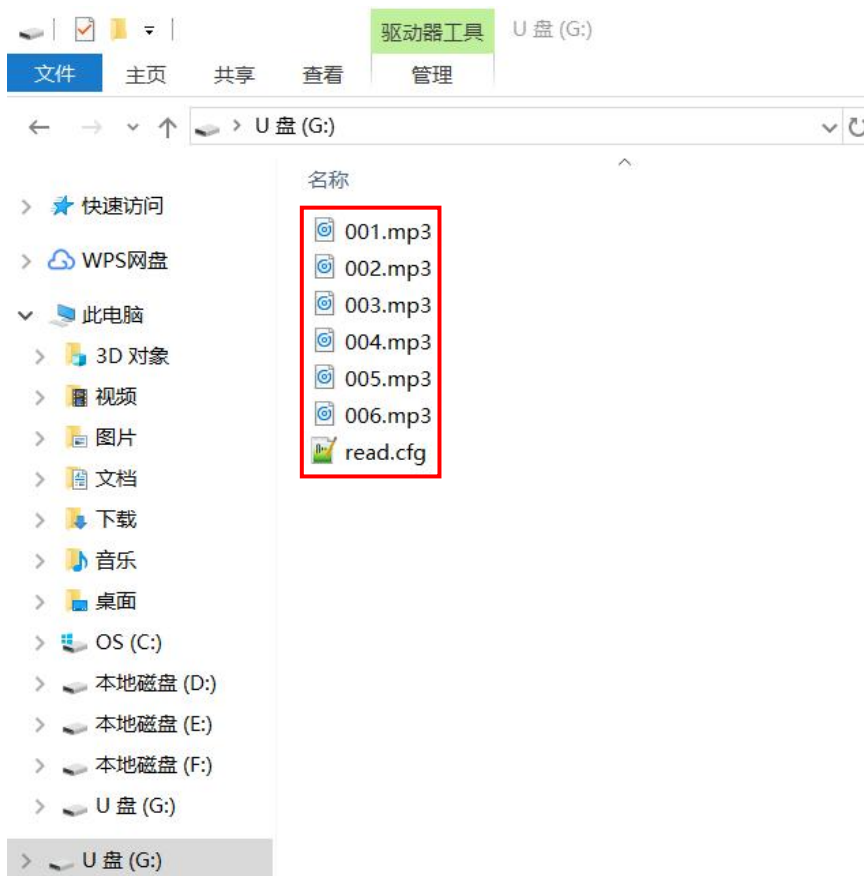 驱动器工具 U 盘 (G:)
文件 主页 共享 查看 管理
U 盘 (G:)
名称
快速访问
001.mp3
002.mp3
WPS网盘
003.mp3
此电脑
004.mp3
3D 对象
005.mp3
视频
006.mp3
图片
read.cfg
文档
下载
音乐
桌面
OS (C:)
本地磁盘 (D:)
本地磁盘 (E:)
本地磁盘 (F:)
U 盘 (G:)
U 盘 (G:)